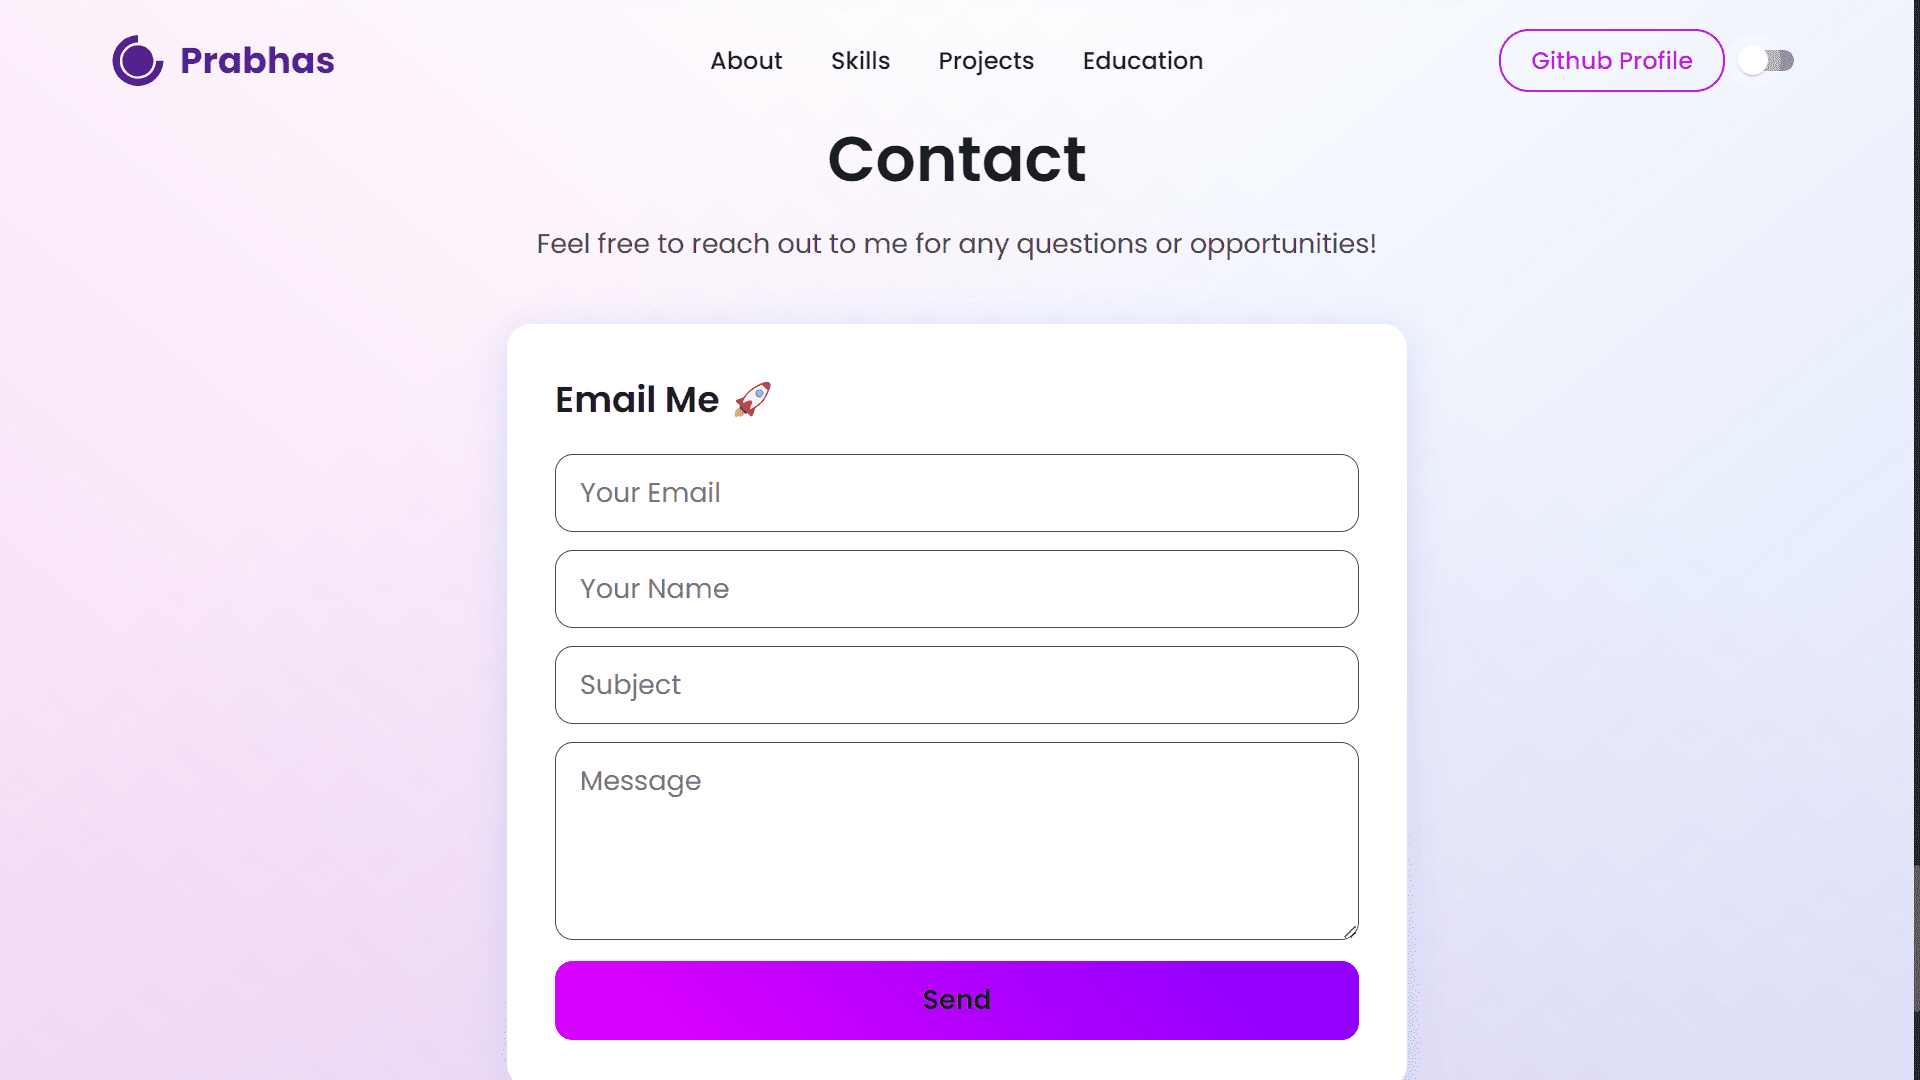 Prabhas
About
Skills
Projects
Education
Github Profile
Contact
Feel free to reach out to me for any questions or opportunities!
Email Me 🚀
Your Email
Your Name
Subject
Message
Send